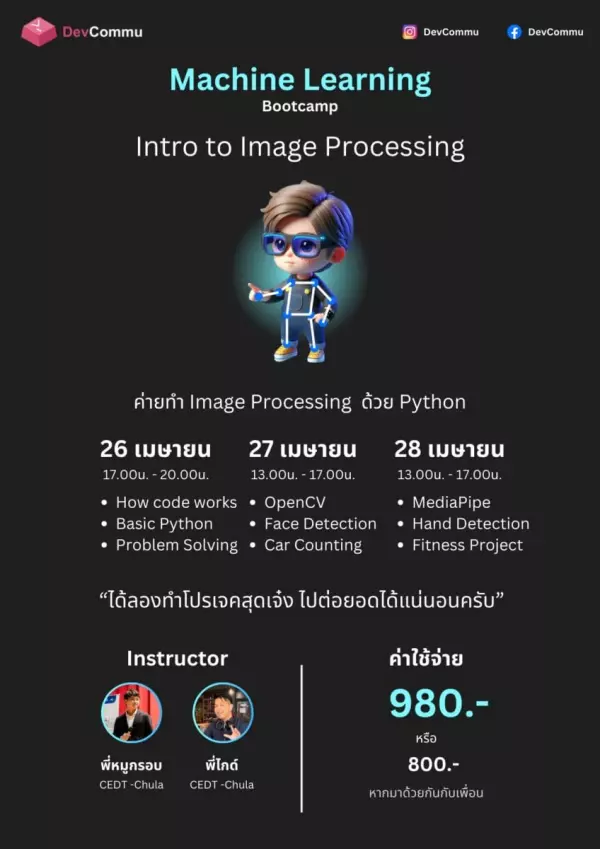 DevCommu
DevCommu
DevCommu
Machine Learning
Bootcamp
Intro to Image Processing
ค่ายทำ Image Processing ด้วย Python
26 เมษายน
17.00น. - 20.00น.
• How code works
• Basic Python
• Problem Solving
27 เมษายน
13.00น. - 17.00น.
• OpenCV
• Face Detection
• Car Counting
28 เมษายน
13.00น. - 17.00น.
• MediaPipe
• Hand Detection
• Fitness Project
“ได้ลองทำโปรเจคสุดเจ๋ง ไปต่อยอดได้แน่นอนครับ”
Instructor
พี่หมูกรอบ
CEDT -Chula
พี่ไกด์
CEDT -Chula
ค่าใช้จ่าย
980.-
หรือ
800.-
หากมาด้วยกันกับเพื่อน